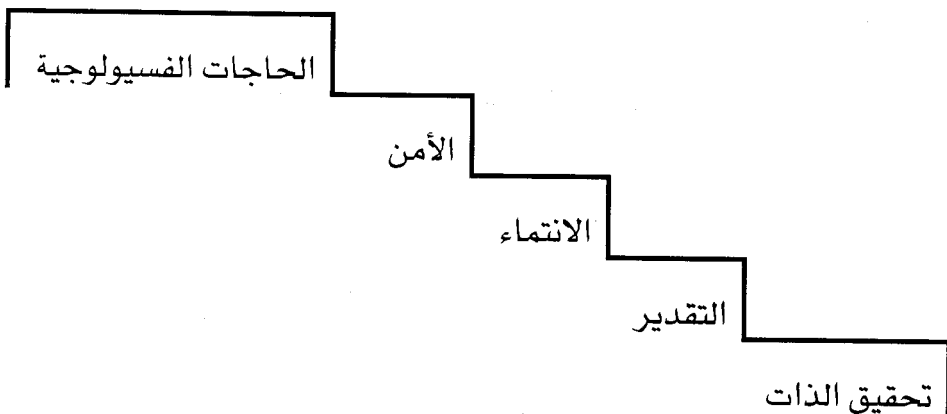 الحاجات الفسيولوجية
الأمن
الانتماء
التقدير
تحقيق الذات